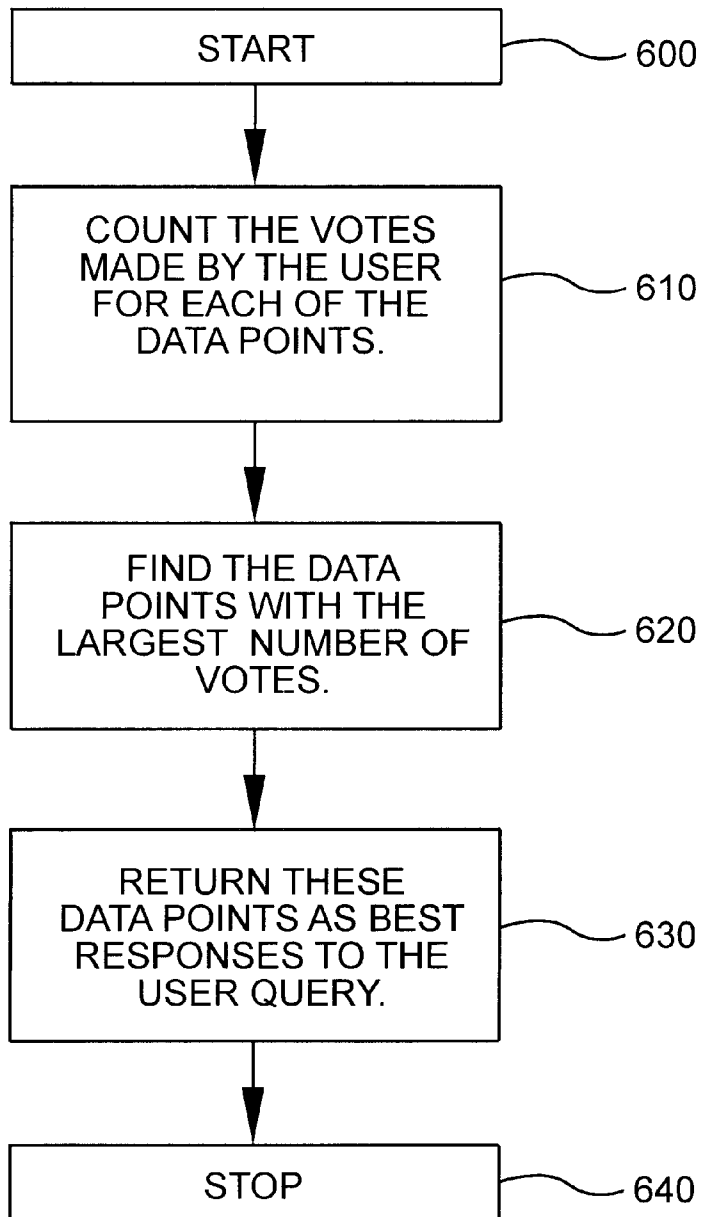 START
600
COUNT THE VOTES
MADE BY THE USER
FOR EACH OF THE
DATA POINTS.
610
FIND THE DATA
POINTS WITH THE
LARGEST NUMBER OF
VOTES.
620
RETURN THESE
DATA POINTS AS BEST
RESPONSES TO THE
USER QUERY.
630
STOP
640